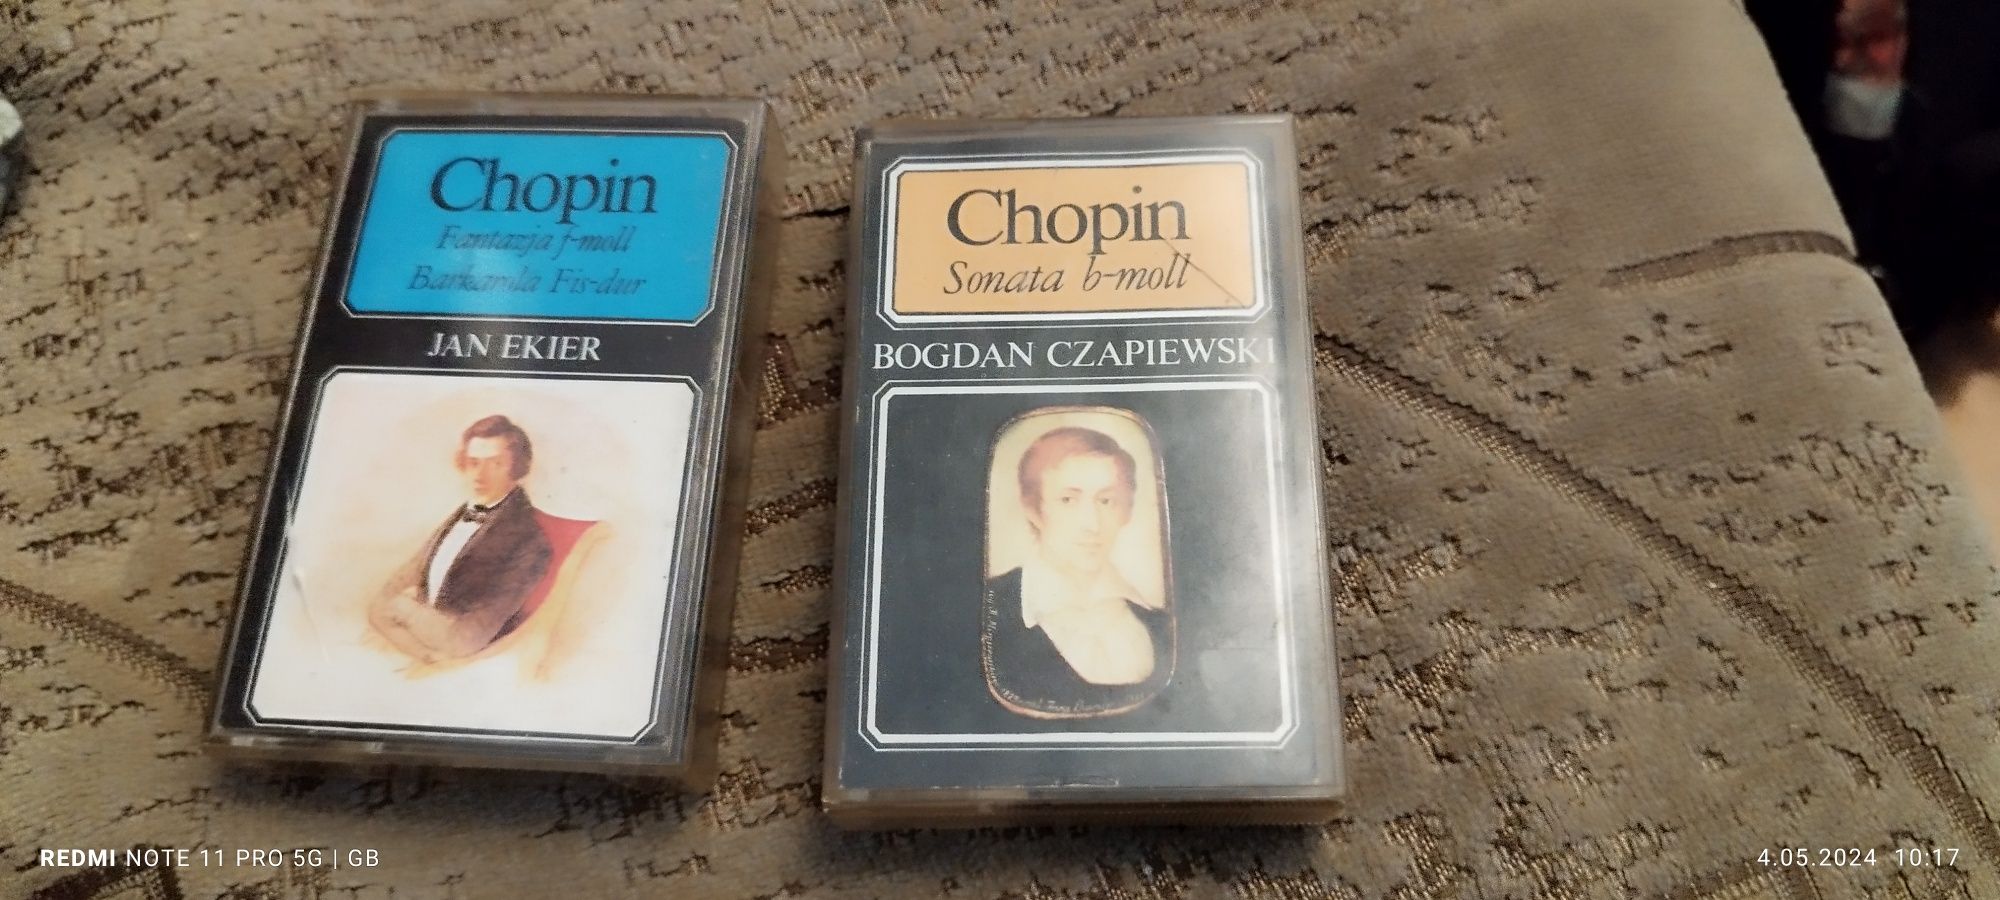 Chopin
Fantazja f-moll
Barkarola Fis-dur
JAN EKIER
Chopin
Sonata b-moll
BOGDAN CZAPIEWSKI
REDMI NOTE 11 PRO 5G | GB
4.05.2024 10:17